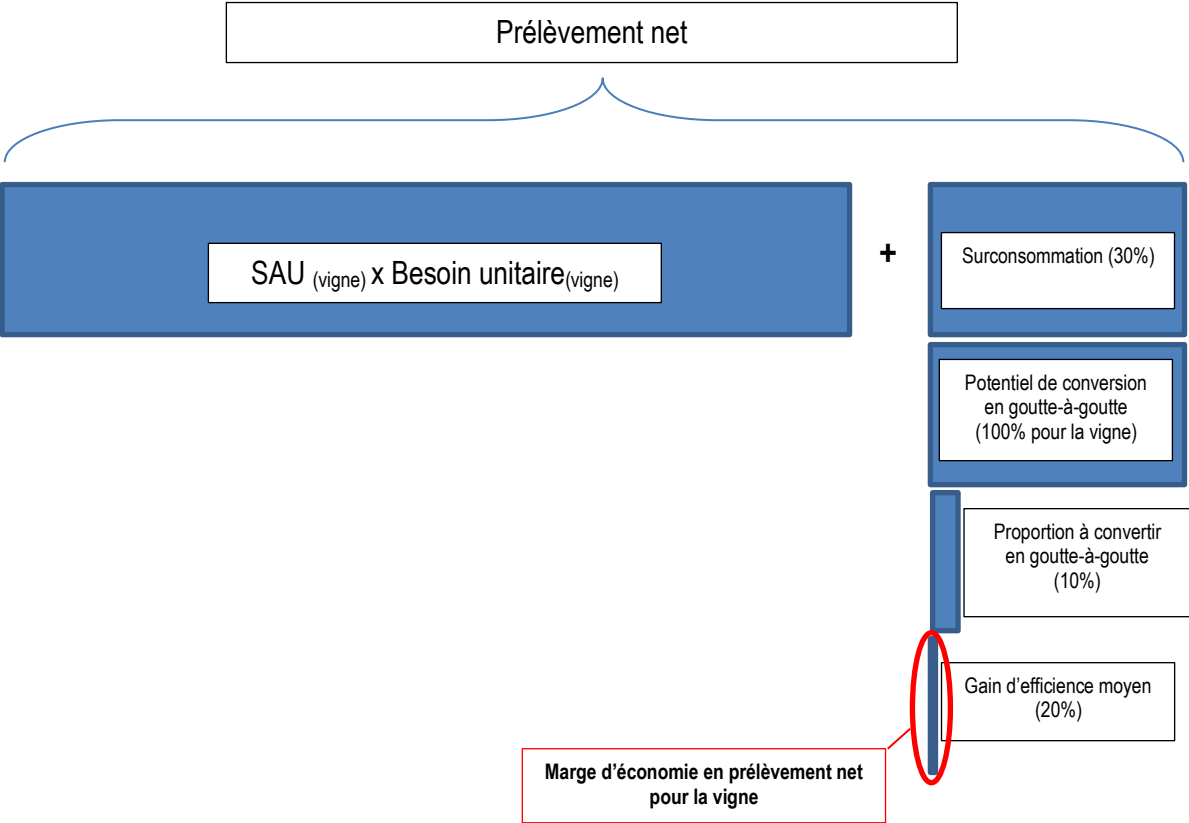 Prélèvement net
SAU (vigne) x Besoin unitaire(vigne)
+
Surconsommation (30%)
Potentiel de conversion
en goutte-à-goutte
(100% pour la vigne)
Proportion à convertir
en goutte-à-goutte
(10%)
Gain d’efficience moyen
(20%)
Marge d’économie en prélèvement net
pour la vigne